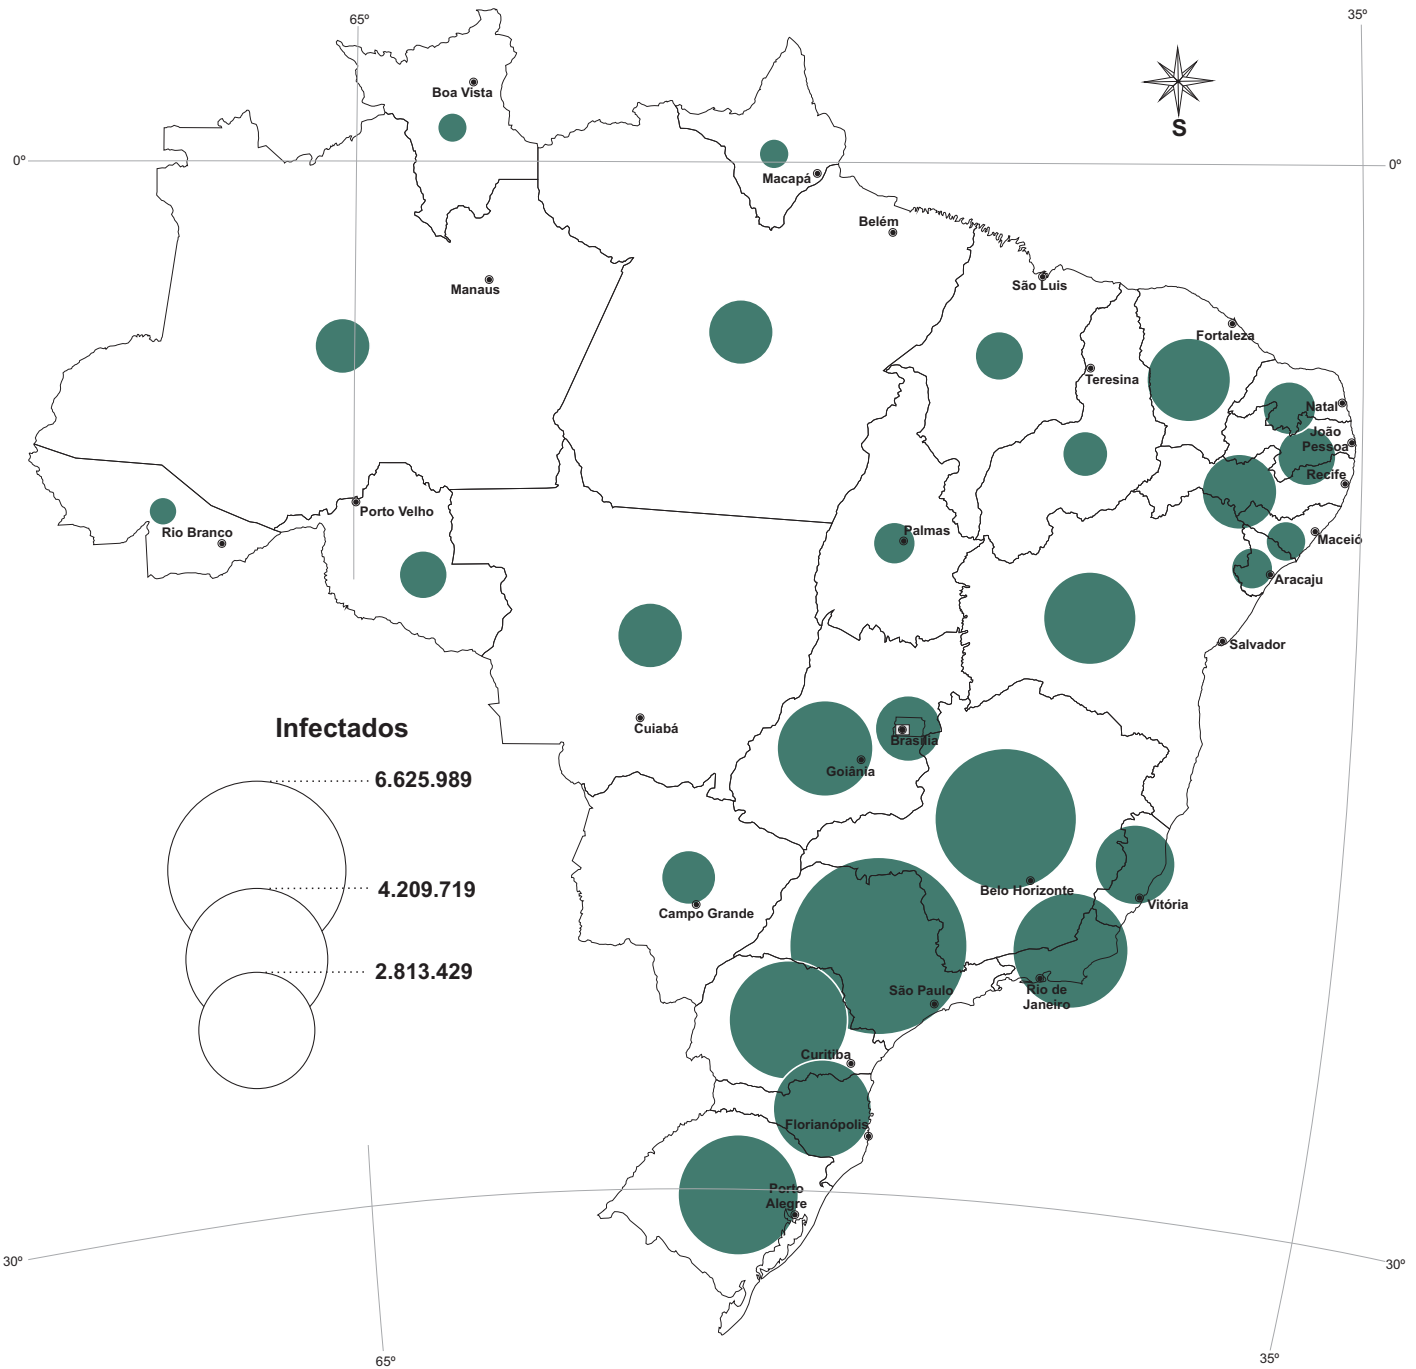 65º
35º
Boa Vista
S
0º
0º
Macapá
Belém
Manaus
São Luis
Fortaleza
Teresina
Natal
João
Pessoa
Recife
Porto Velho
Rio Branco
Palmas
Maceió
Aracaju
Salvador
Infectados
Cuiabá
Brasília
Goiânia
6.625.989
4.209.719
2.813.429
Belo Horizonte
Vitória
Campo Grande
São Paulo
Rio de
Janeiro
Curitiba
Florianópolis
Porto
Alegre
30º
30º
65º
35º